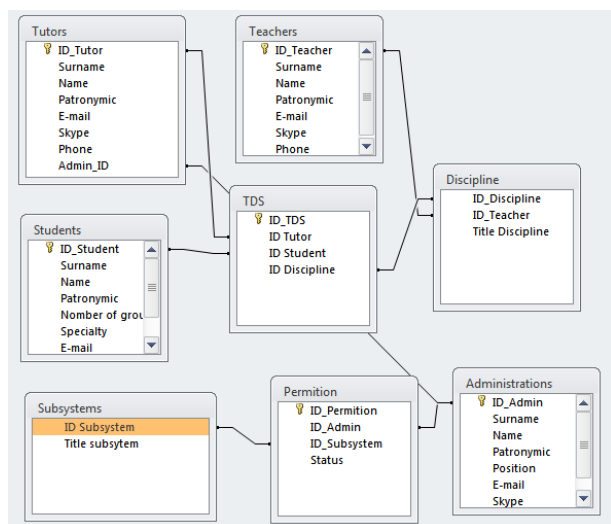 Tutors
ID_Tutor
Surname
Name
Patronymic
E-mail
Skype
Phone
Admin_ID
Teachers
ID_Teacher
Surname
Name
Patronymic
E-mail
Skype
Phone
Discipline
ID_Discipline
ID_Teacher
Title Discipline
TDS
ID_TDS
ID Tutor
ID Student
ID Discipline
Students
ID_Student
Surname
Name
Patronymic
Number of grou
Specialty
E-mail
Subsystems
ID Subsystem
Title subsytem
Permition
ID_Permition
ID_Admin
ID_Subsystem
Status
Administrations
ID_Admin
Surname
Name
Patronymic
Position
E-mail
Skype